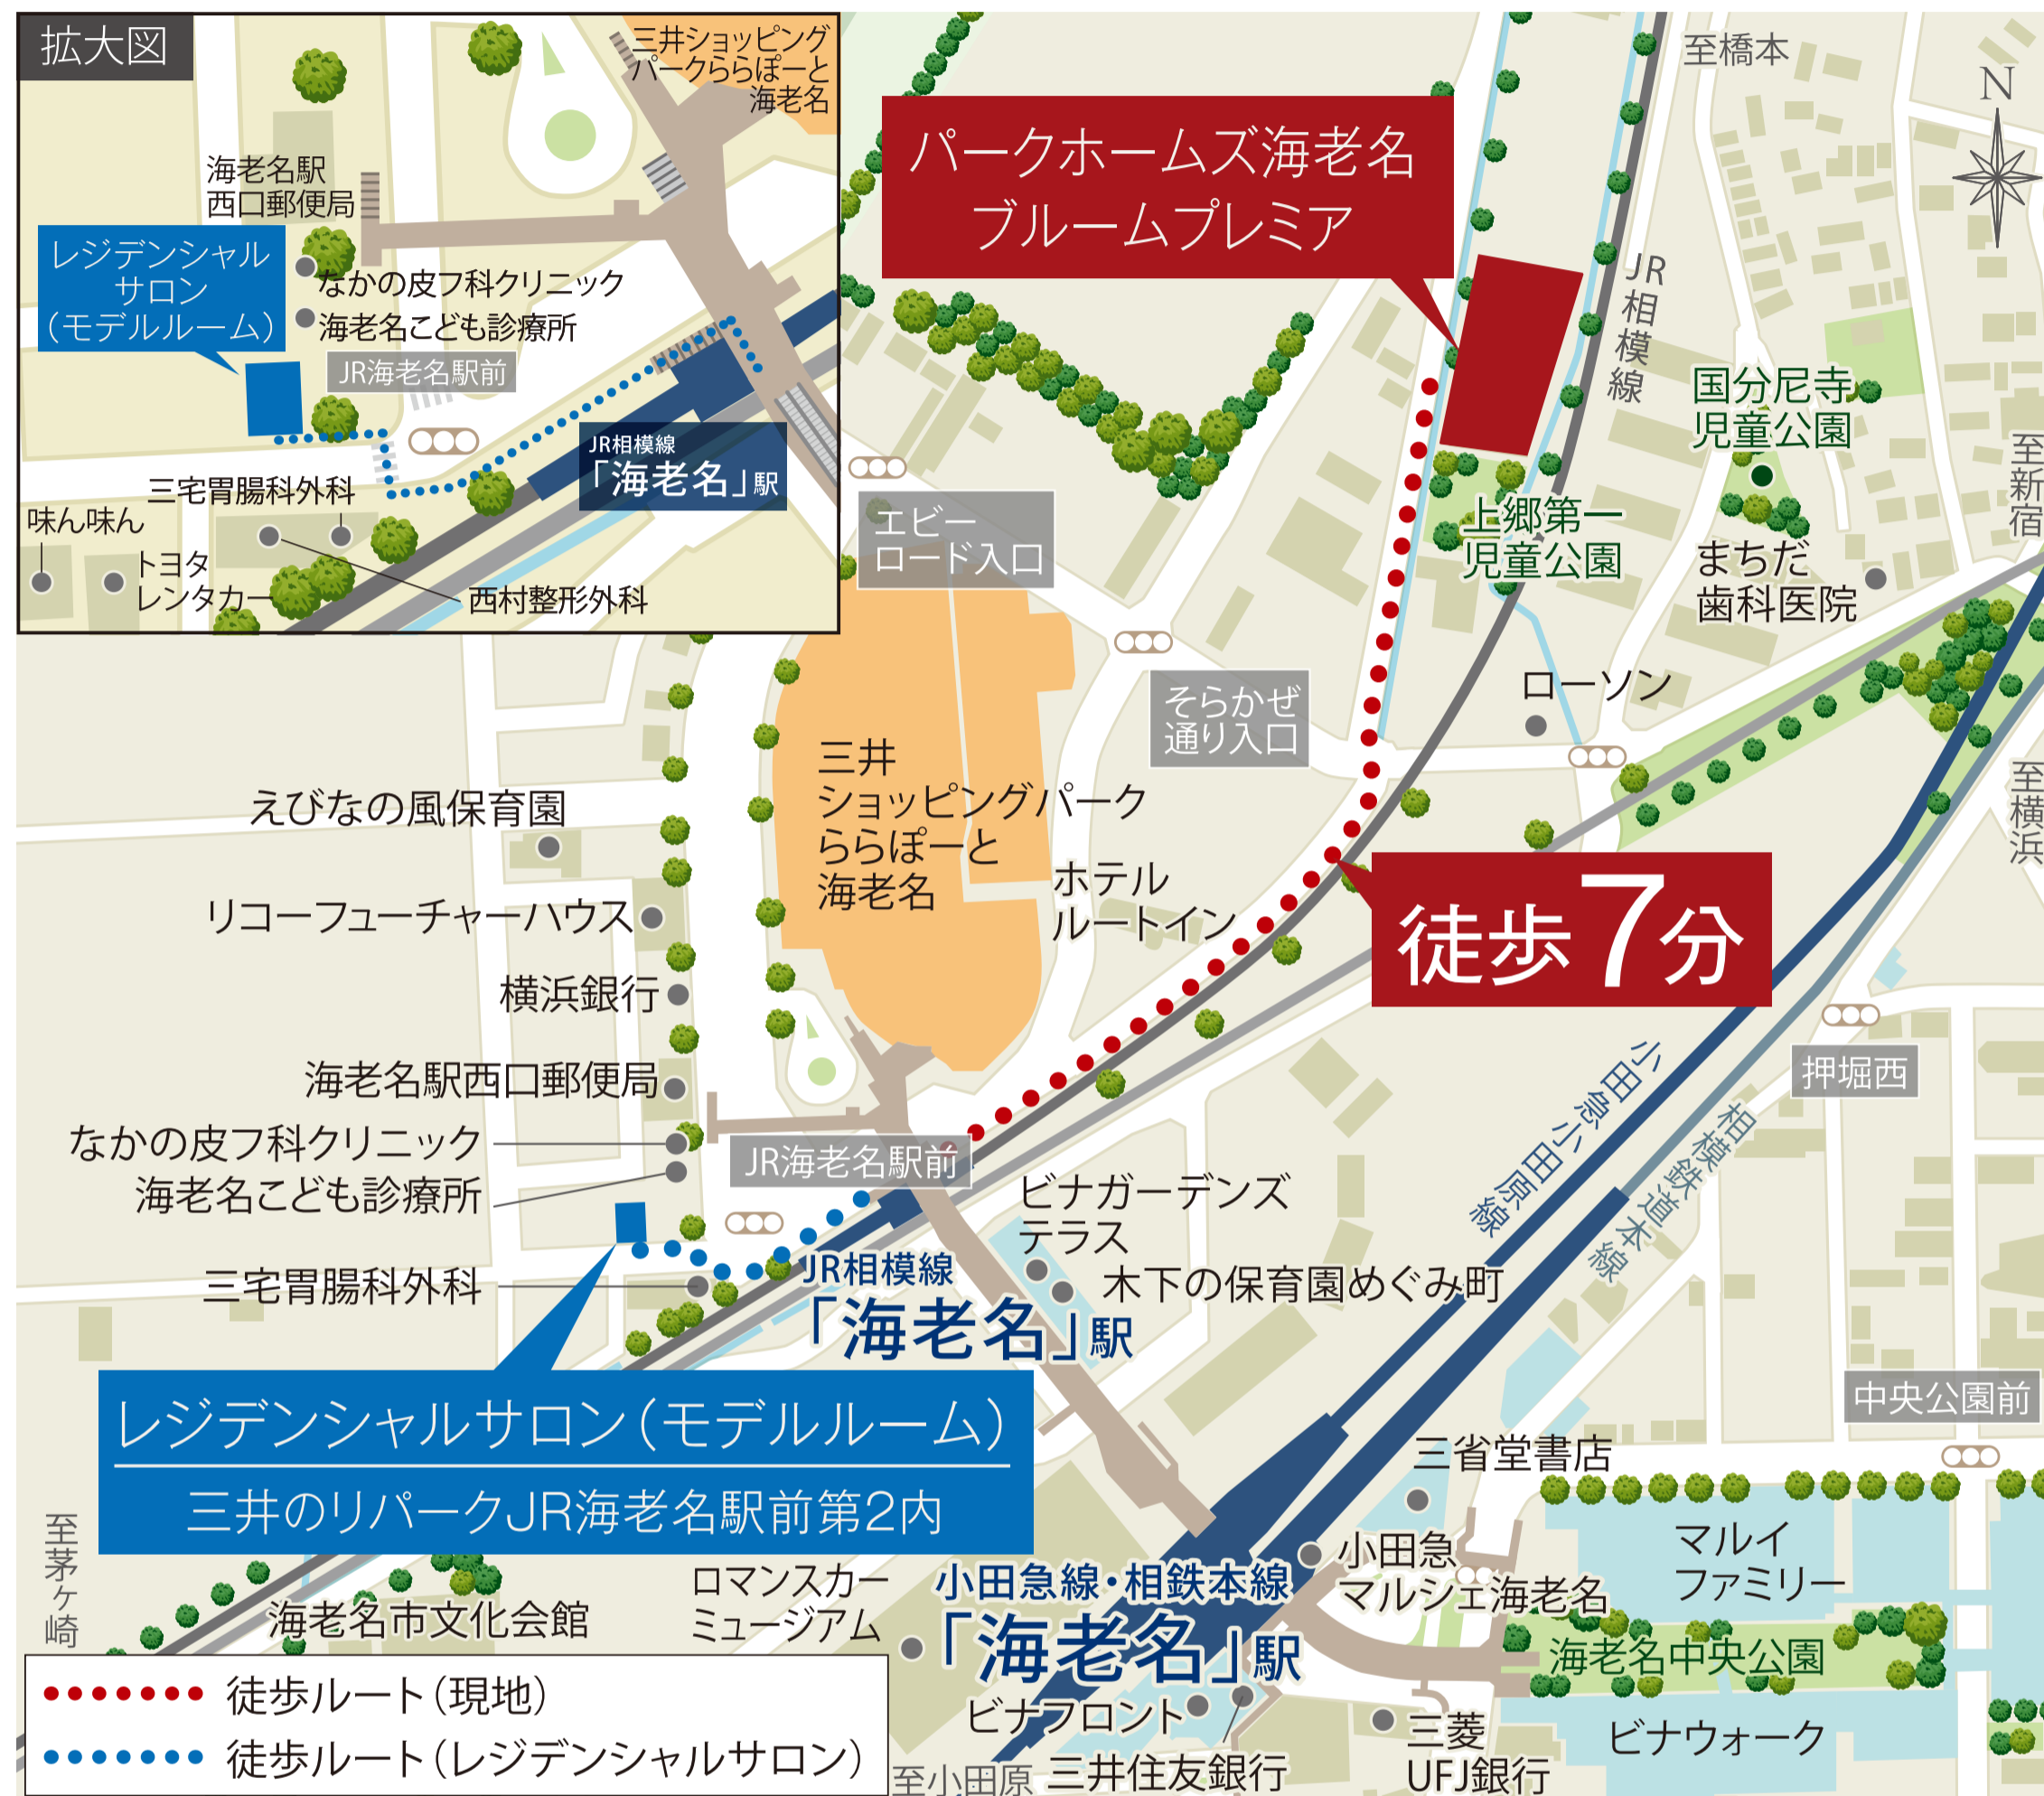 拡大図
三井ショッピング
パークららぽーと
海老名
海老名駅
西口郵便局
レジデンシャル
サロン
(モデルルーム)
なかの皮フ科クリニック
海老名こども診療所
JR海老名駅前
JR相模線
「海老名」駅
三宅胃腸科外科
味ん味ん
トヨタ
レンタカー
西村整形外科
パークホームズ海老名
ブルームプレミア
至橋本
N
JR相模線
国分尼寺
児童公園
至新宿
エビー
ロード入口
上郷第一
児童公園
まちだ
歯科医院
そらかぜ
通り入口
ローソン
至横浜
三井
ショッピングパーク
ららぽーと
海老名
えびなの風保育園
ホテル
ルートイン
徒歩7分
リコーフューチャーハウス
横浜銀行
海老名駅西口郵便局
なかの皮フ科クリニック
海老名こども診療所
JR海老名駅前
小田急小田原線
相模鉄道本線
押堀西
ビナガーデンズ
テラス
木下の保育園めぐみ町
三宅胃腸科外科
JR相模線
「海老名」駅
レジデンシャルサロン(モデルルーム)
三井のリパークJR海老名駅前第2内
中央公園前
三省堂書店
至茅ヶ崎
海老名市文化会館
ロマンスカー
ミュージアム
小田急線・相鉄本線
「海老名」駅
小田急
マルシェ海老名
マルイ
ファミリー
海老名中央公園
ビナフロント
三井住友銀行
三菱
UFJ銀行
ビナウォーク
至小田原
徒歩ルート(現地)
徒歩ルート(レジデンシャルサロン)